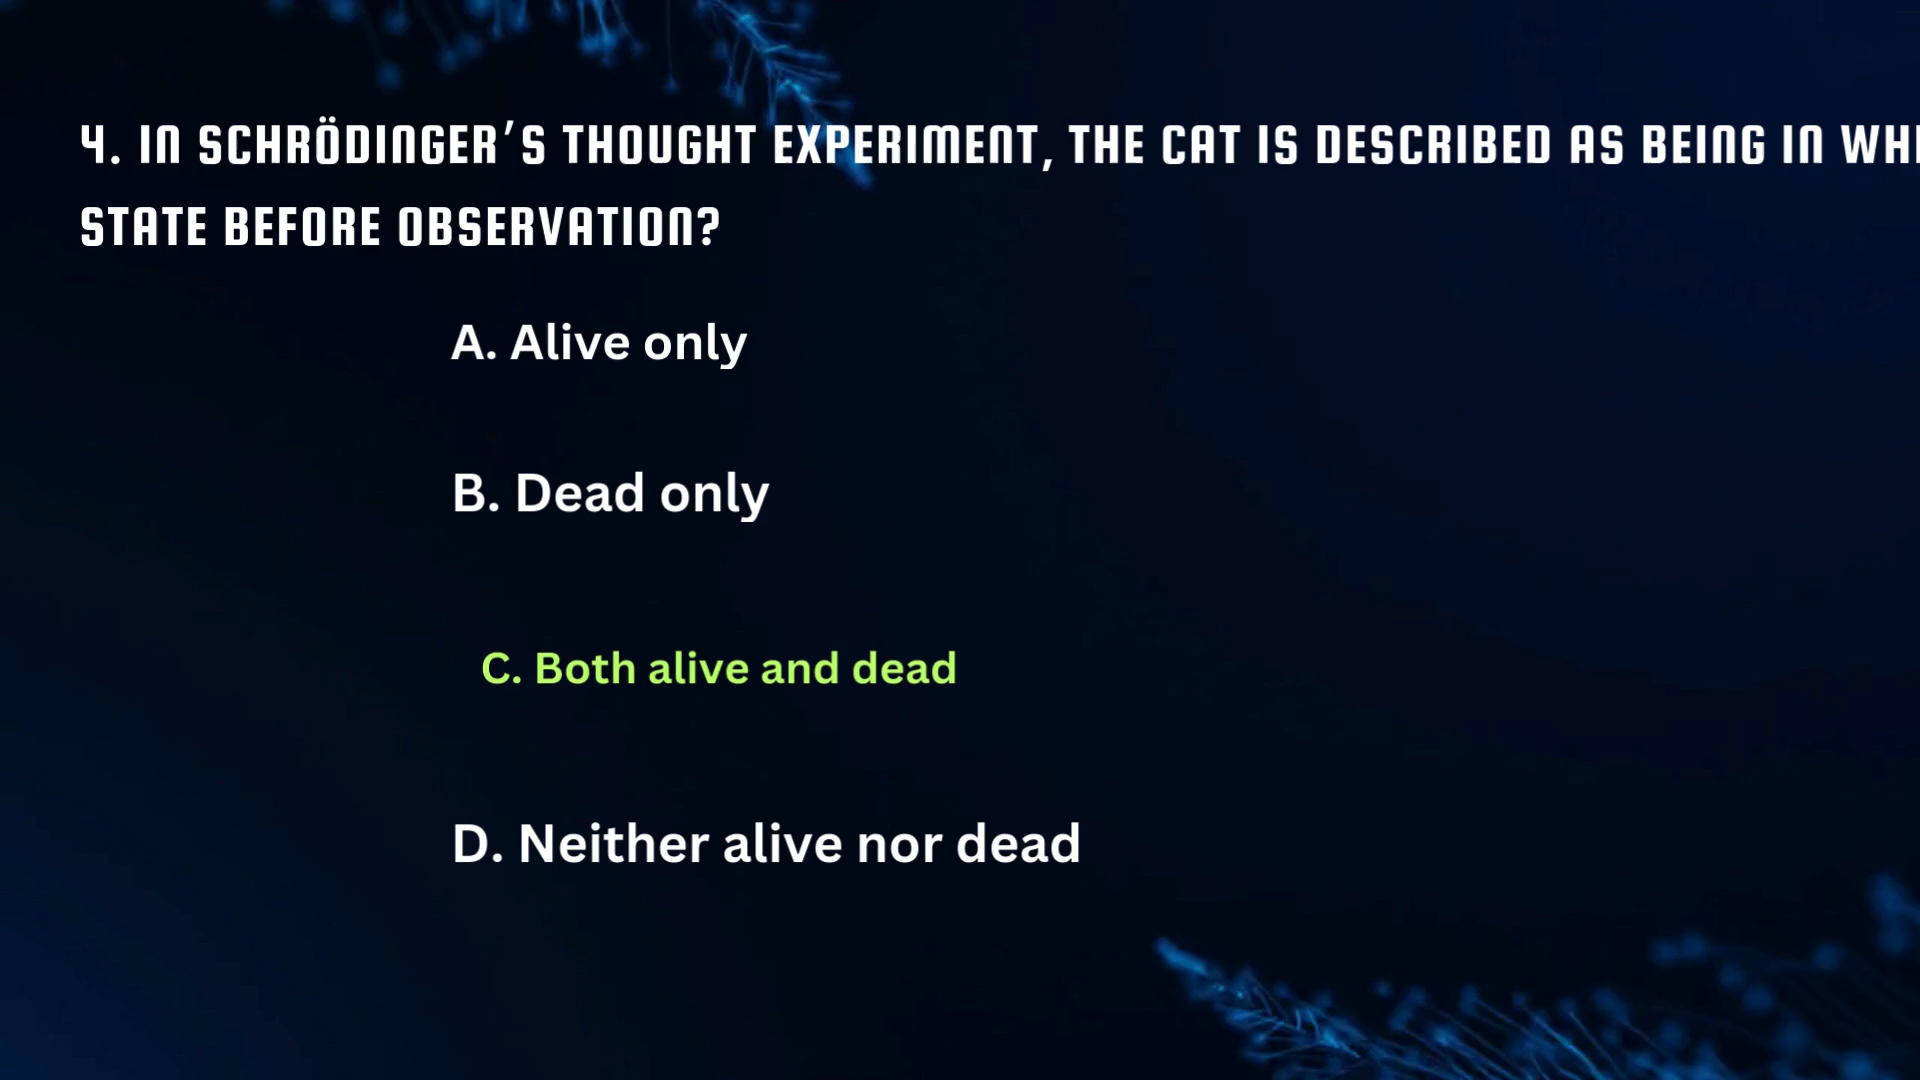 4. IN SCHRÖDINGER’S THOUGHT EXPERIMENT, THE CAT IS DESCRIBED AS BEING IN
STATE BEFORE OBSERVATION?
A. Alive only
B. Dead only
C. Both alive and dead
D. Neither alive nor dead